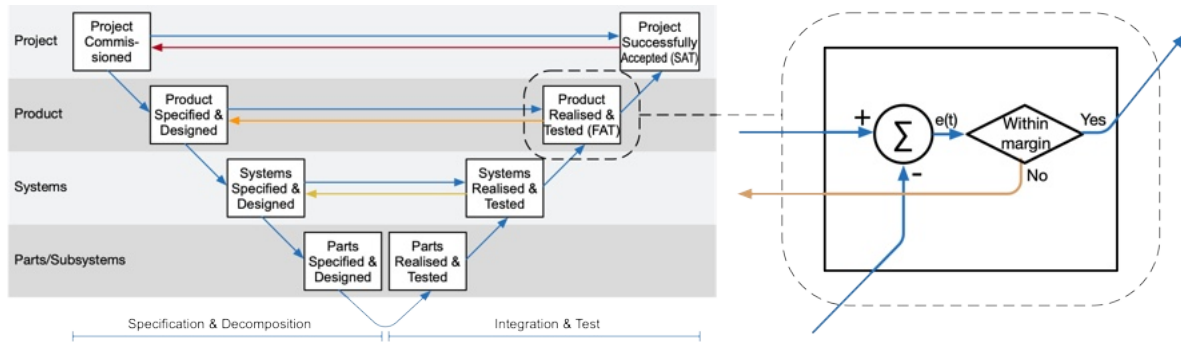 Project
Project
Commis-
sioned
Project
Successfully
Accepted (SAT)
Product
Product
Specified &
Designed
Product
Realised &
Tested (FAT)
Systems
Systems
Specified &
Designed
Systems
Realised &
Tested
Parts/Subsystems
Parts
Specified &
Designed
Parts
Realised &
Tested
Specification & Decomposition
Integration & Test
+
Σ
-
e(t)
Within
margin
Yes
No